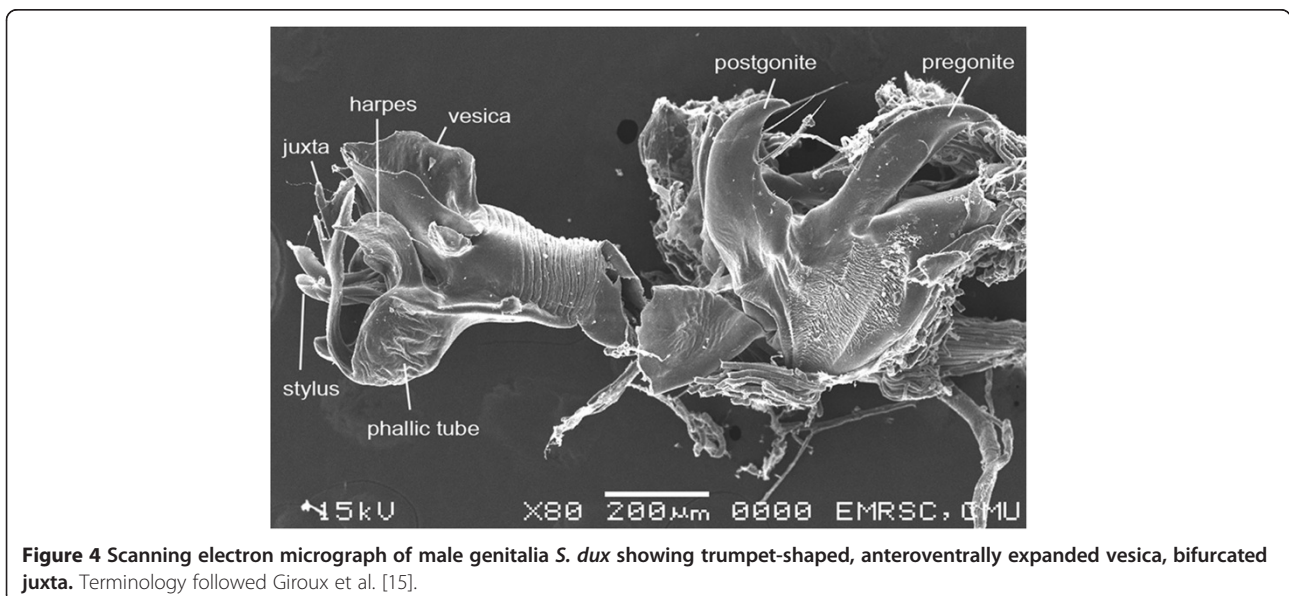 postgonite
pregonite
harpes
vesica
juxta
stylus
phallic tube
15kV X80 200µm 0000 EMRSC,CMU
Figure 4 Scanning electron micrograph of male genitalia S. dux showing trumpet-shaped, anteroventrally expanded vesica, bifurcated
juxta. Terminology followed Giroux et al. [15].